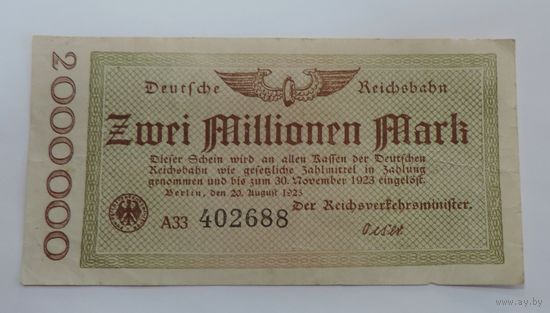 2000000
Deutsche Reichsbahn
Zwei Millionen Mark
Dieser Schein wird an allen Kassen der Deutschen
Reichsbahn wie gesetzliche Zahlmittel in Zahlung
genommen und bis zum 30. November 1923 eingelöst.
Berlin, den 20. August 1923
Der Reichsverkehrsminister.
A33 402688
Oeser
www.ay.by